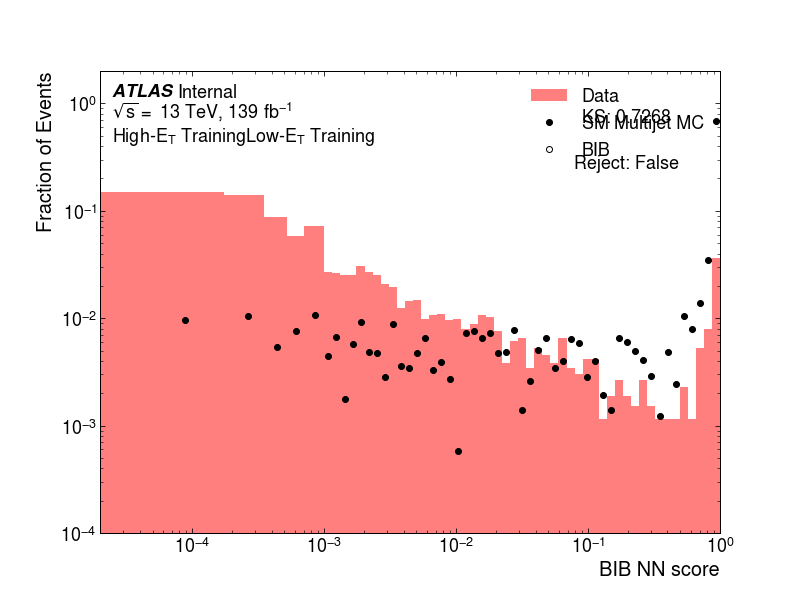 ATLAS Internal
√s = 13 TeV, 139 fb⁻¹
High-E_T TrainingLow-E_T Training
Data
KS: 0.7268
SM Multijet MC
BIB
Reject: False
Fraction of Events
10⁰
10⁻¹
10⁻²
10⁻³
10⁻⁴
10⁻⁴ 10⁻³ 10⁻² 10⁻¹ 10⁰
BIB NN score